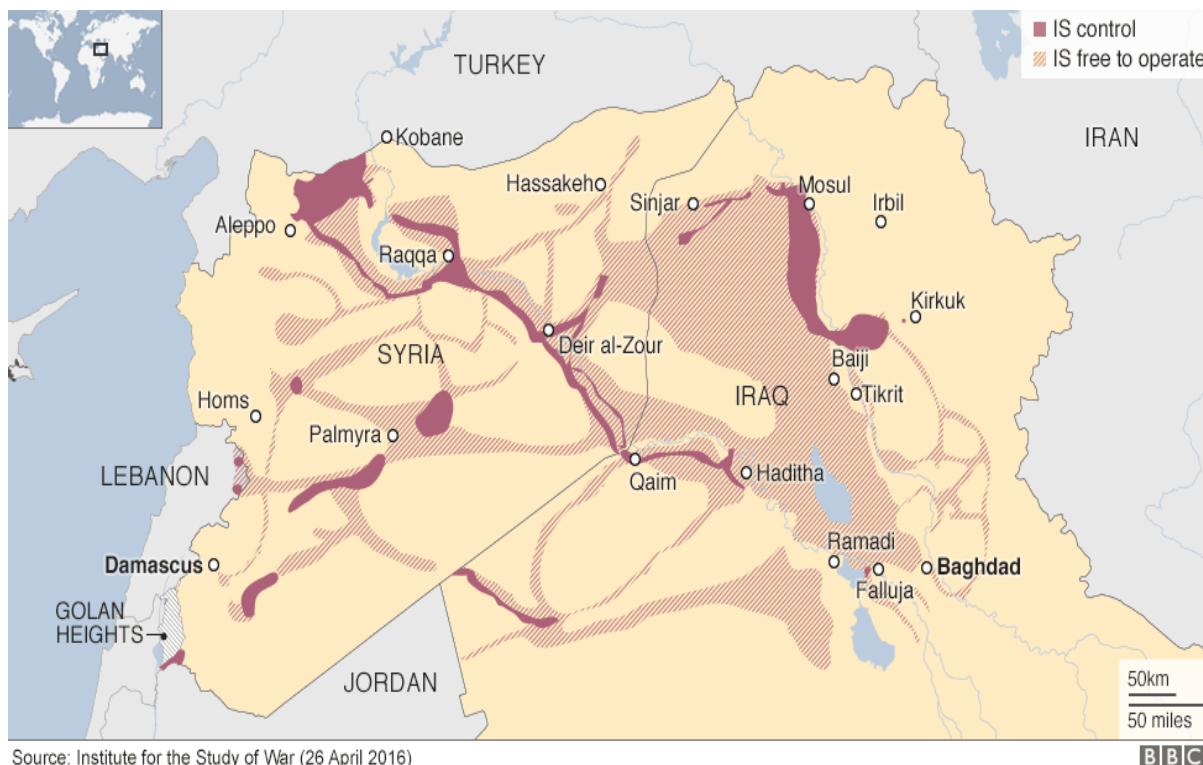 IS control
IS free to operate
TURKEY
IRAN
Kobane
Hassakeh
Sinjar
Mosul
Irbil
Aleppo
Raqqa
Kirkuk
Deir al-Zour
SYRIA
Baiji
IRAQ
Tikrit
Homs
Palmyra
LEBANON
Qaim
Haditha
Ramadi
Damascus
Baghdad
Falluja
GOLAN
HEIGHTS
JORDAN
50km
50 miles
Source: Institute for the Study of War (26 April 2016)
BBC